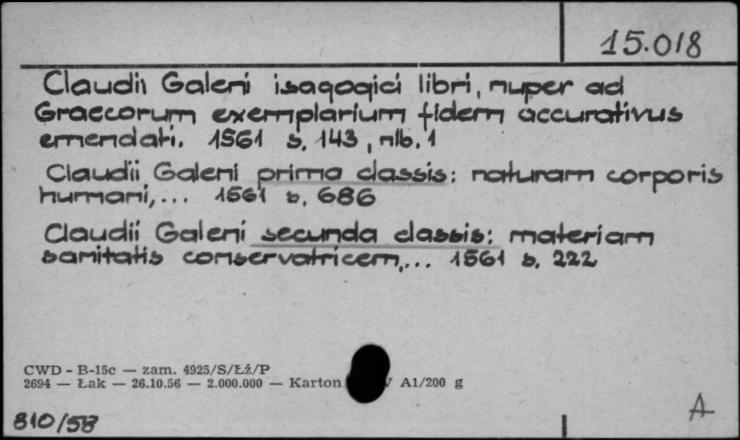 15.018
Claudii Galeni isagogici libri, nuper ad
Graecorum exemplarium fidem accurativus
emendati. 1561 s. 143, nlb. 1
Claudii Galeni prima classis: naturam corporis
humani,... 1561 s. 686
Claudii Galeni secunda classis: materiam
sanitatis conservatricem,... 1561 s. 222
CWD - B-15c — zam. 4925/S/Łź/P
2694 — Łak — 26.10.56 — 2.000.000 — Karton V A1/200 g
A
810/58